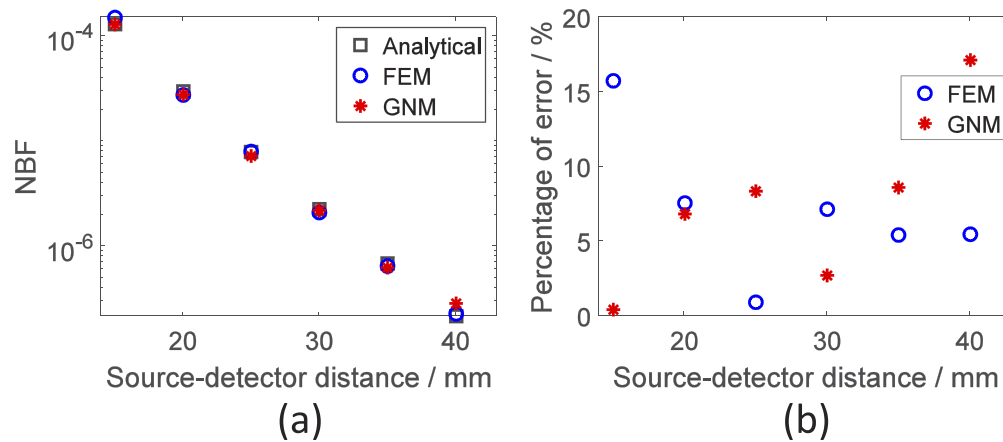 10^-4
10^-6
NBF
Analytical
FEM
GNM
20
30
40
Source-detector distance / mm
(a)
20
15
10
5
0
Percentage of error / %
FEM
GNM
20
30
40
Source-detector distance / mm
(b)